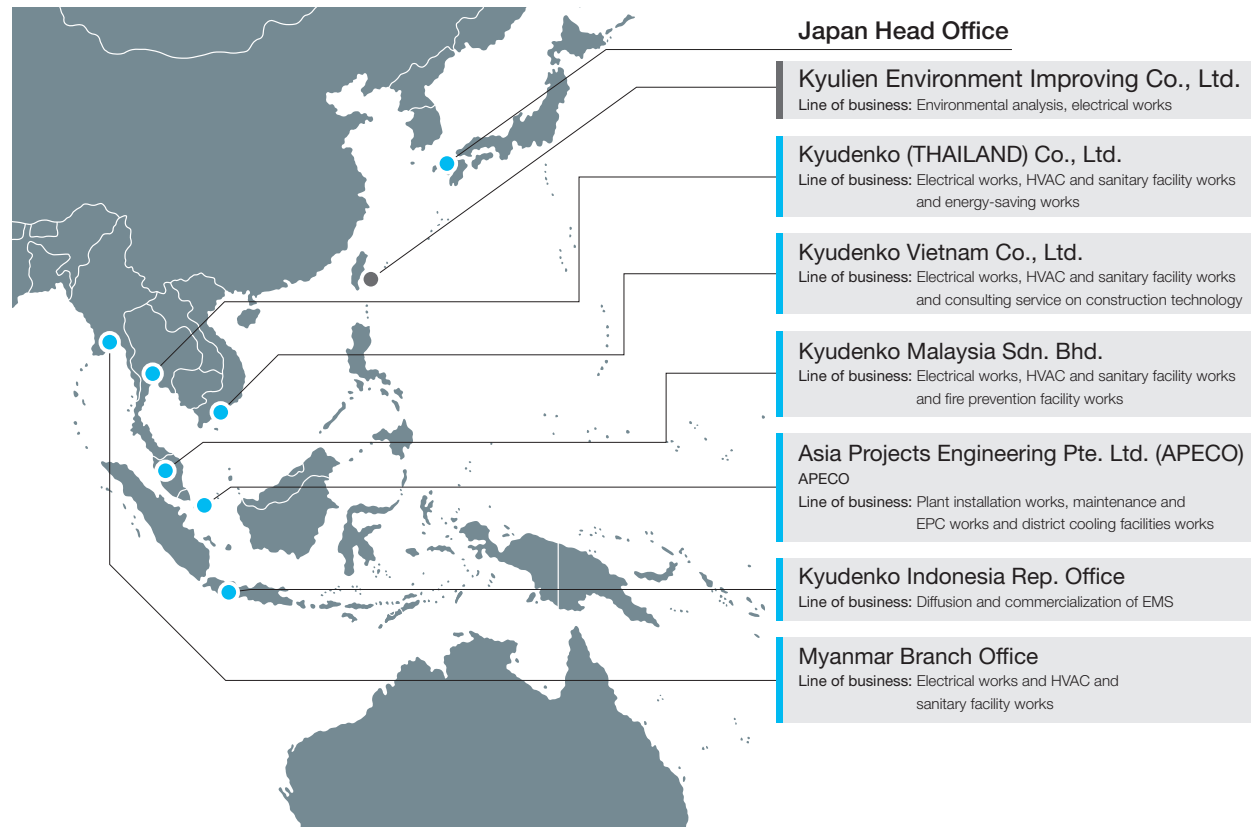 Japan Head Office
Kyulien Environment Improving Co., Ltd.
Line of business: Environmental analysis, electrical works
Kyudenko (THAILAND) Co., Ltd.
Line of business: Electrical works, HVAC and sanitary facility works
and energy-saving works
Kyudenko Vietnam Co., Ltd.
Line of business: Electrical works, HVAC and sanitary facility works
and consulting service on construction technology
Kyudenko Malaysia Sdn. Bhd.
Line of business: Electrical works, HVAC and sanitary facility works
and fire prevention facility works
Asia Projects Engineering Pte. Ltd. (APECO)
APECO
Line of business: Plant installation works, maintenance and
EPC works and district cooling facilities works
Kyudenko Indonesia Rep. Office
Line of business: Diffusion and commercialization of EMS
Myanmar Branch Office
Line of business: Electrical works and HVAC and
sanitary facility works